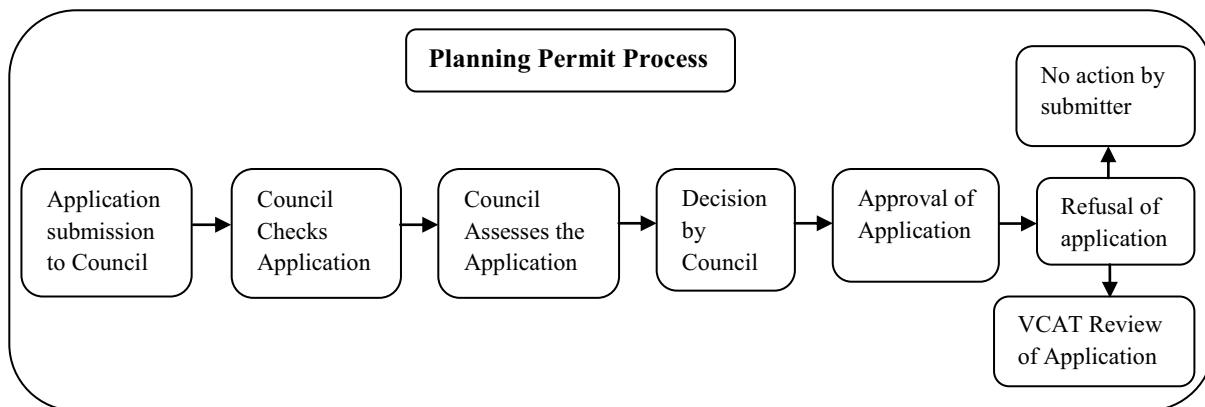 Planning Permit Process
No action by
submitter
Application
submission
to Council
Council
Checks
Application
Council
Assesses the
Application
Decision
by
Council
Approval of
Application
Refusal of
application
VCAT Review
of Application